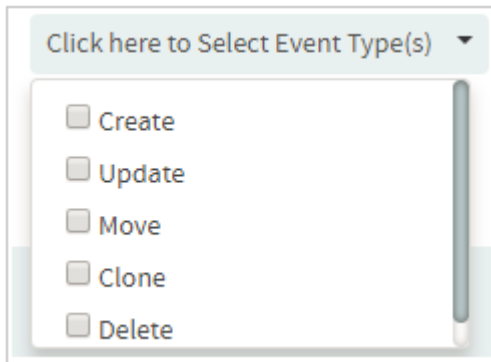 Click here to Select Event Type(s)
Create
Update
Move
Clone
Delete